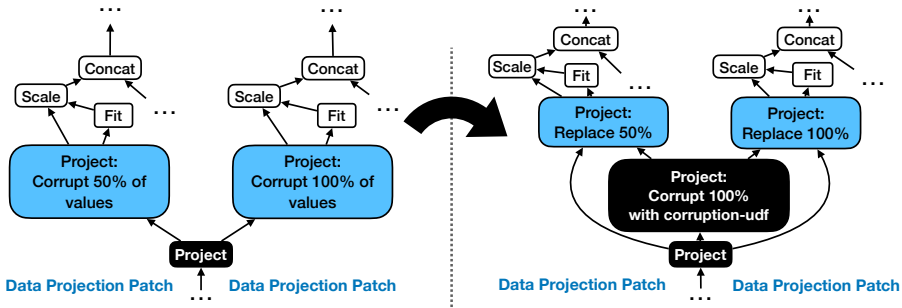 ...
Concat
Scale
Fit
...
Project:
Corrupt 50% of
values
...
Concat
Scale
Fit
...
Project:
Corrupt 100% of
values
Project
Data Projection Patch
Data Projection Patch
...
...
Concat
Scale
Fit
...
Project:
Replace 50%
...
Concat
Scale
Fit
...
Project:
Replace 100%
Project:
Corrupt 100%
with corruption-udf
Project
Data Projection Patch
Data Projection Patch
...